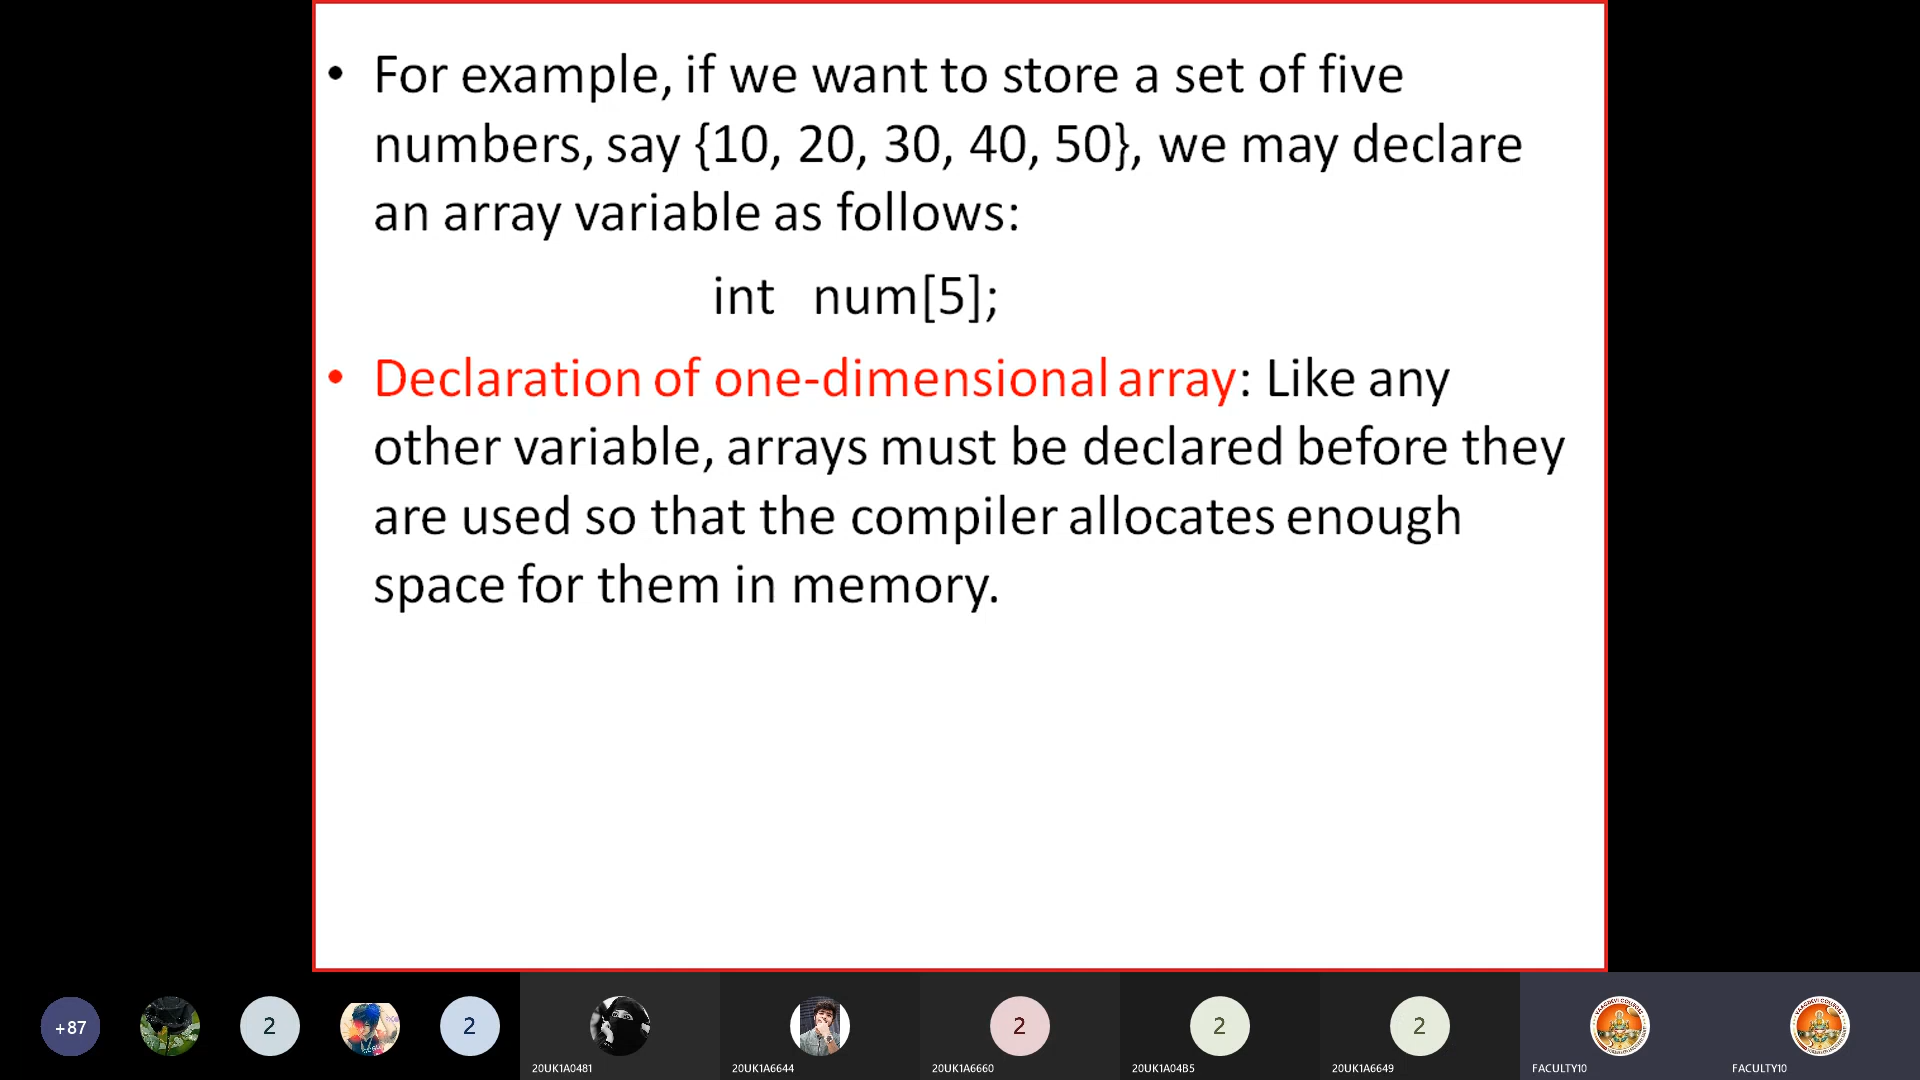 • For example, if we want to store a set of five
numbers, say {10, 20, 30, 40, 50}, we may declare
an array variable as follows:
int num[5];
• Declaration of one-dimensional array: Like any
other variable, arrays must be declared before they
are used so that the compiler allocates enough
space for them in memory.
+87
2
2
2
2
2
20UK1A0481
20UK1A6644
20UK1A6660
20UK1A04B5
20UK1A6649
FACULTY10
FACULTY10